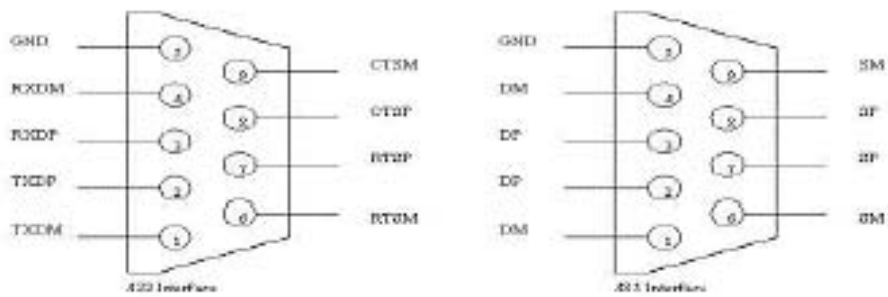 GND
5
9
CTSM
RXDM
4
8
CTSP
RXDP
3
7
RTSP
TXDP
2
6
RTSM
TXDM
1
422 Interface
GND
5
9
SM
DM
4
8
SP
DP
3
7
SP
DP
2
6
SM
DM
1
Interface